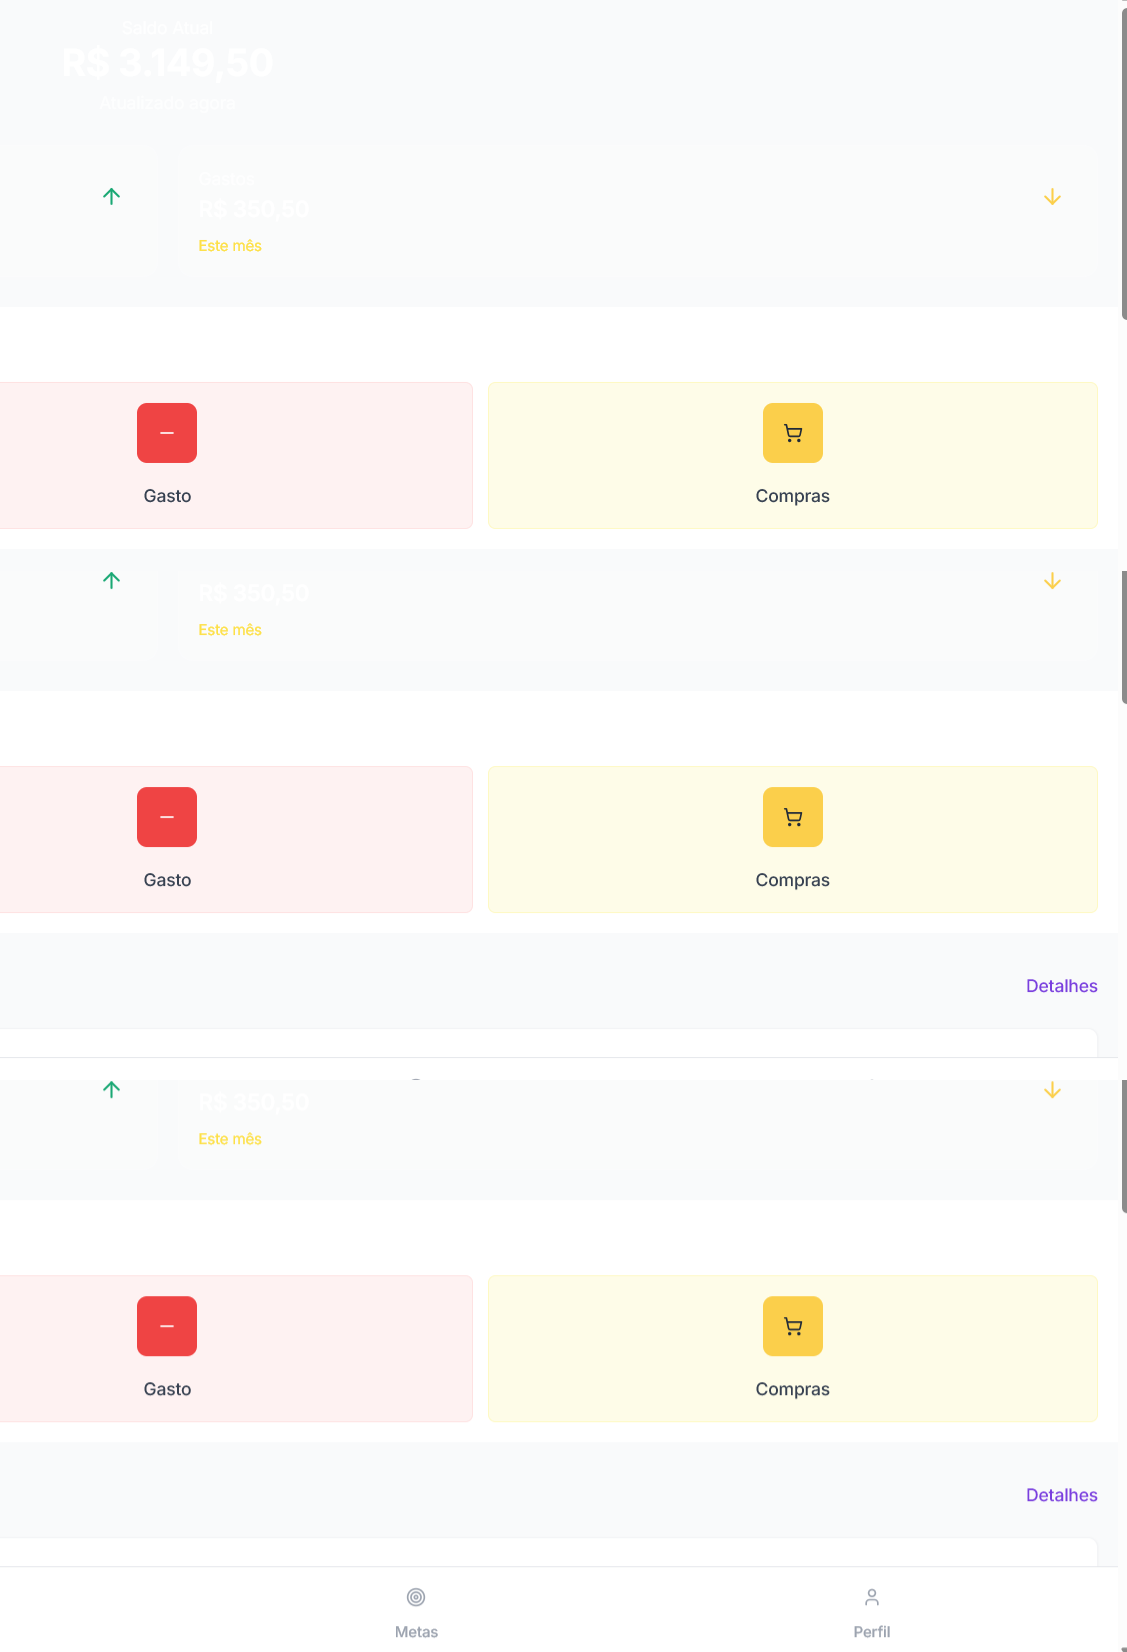 Saldo Atual
R$ 3.149,50
Atualizado agora
Gastos
R$ 350,50
Este mês
Gasto
Compras
R$ 350,50
Este mês
Gasto
Compras
Detalhes
R$ 350,50
Este mês
Gasto
Compras
Detalhes
Metas
Perfil